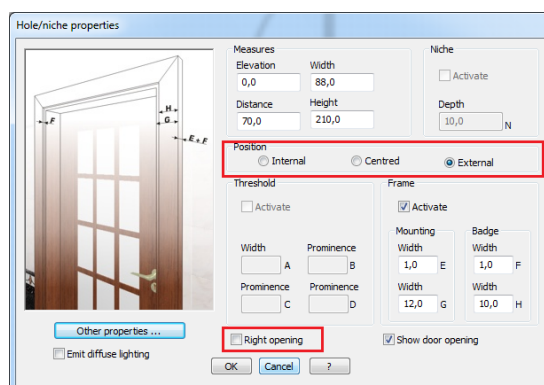 Hole/niche properties
Measures
Elevation Width
0,0 88,0
Distance Height
70,0 210,0
Niche
Activate
Depth
10,0 N
H
F
G
E + F
Position
Internal Centred External
Threshold
Activate
Width Prominence
A B
Prominence Prominence
C D
Frame
Activate
Mounting Badge
Width Width
1,0 E 1,0 F
Width Width
12,0 G 10,0 H
Other properties ...
Emit diffuse lighting
Right opening
Show door opening
OK Cancel ?